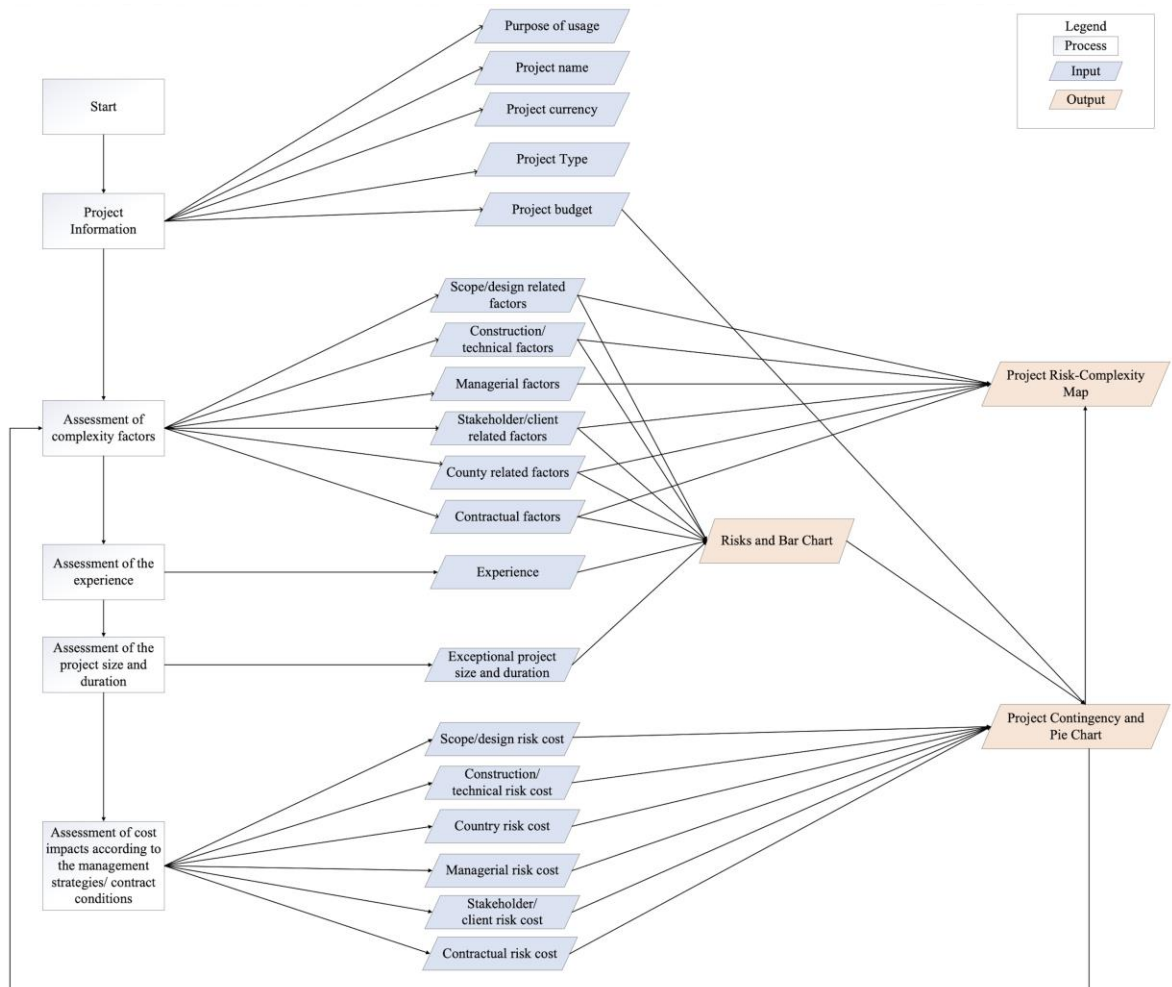 Legend
Process
Input
Output
Start
Project
Information
Purpose of usage
Project name
Project currency
Project Type
Project budget
Assessment of
complexity factors
Scope/design related
factors
Construction/
technical factors
Managerial factors
Stakeholder/client
related factors
County related factors
Contractual factors
Project Risk-Complexity
Map
Risks and Bar Chart
Assessment of the
experience
Experience
Assessment of the
project size and
duration
Exceptional project
size and duration
Assessment of cost
impacts according to
the management
strategies/ contract
conditions
Scope/design risk cost
Construction/
technical risk cost
Country risk cost
Managerial risk cost
Stakeholder/
client risk cost
Contractual risk cost
Project Contingency and
Pie Chart